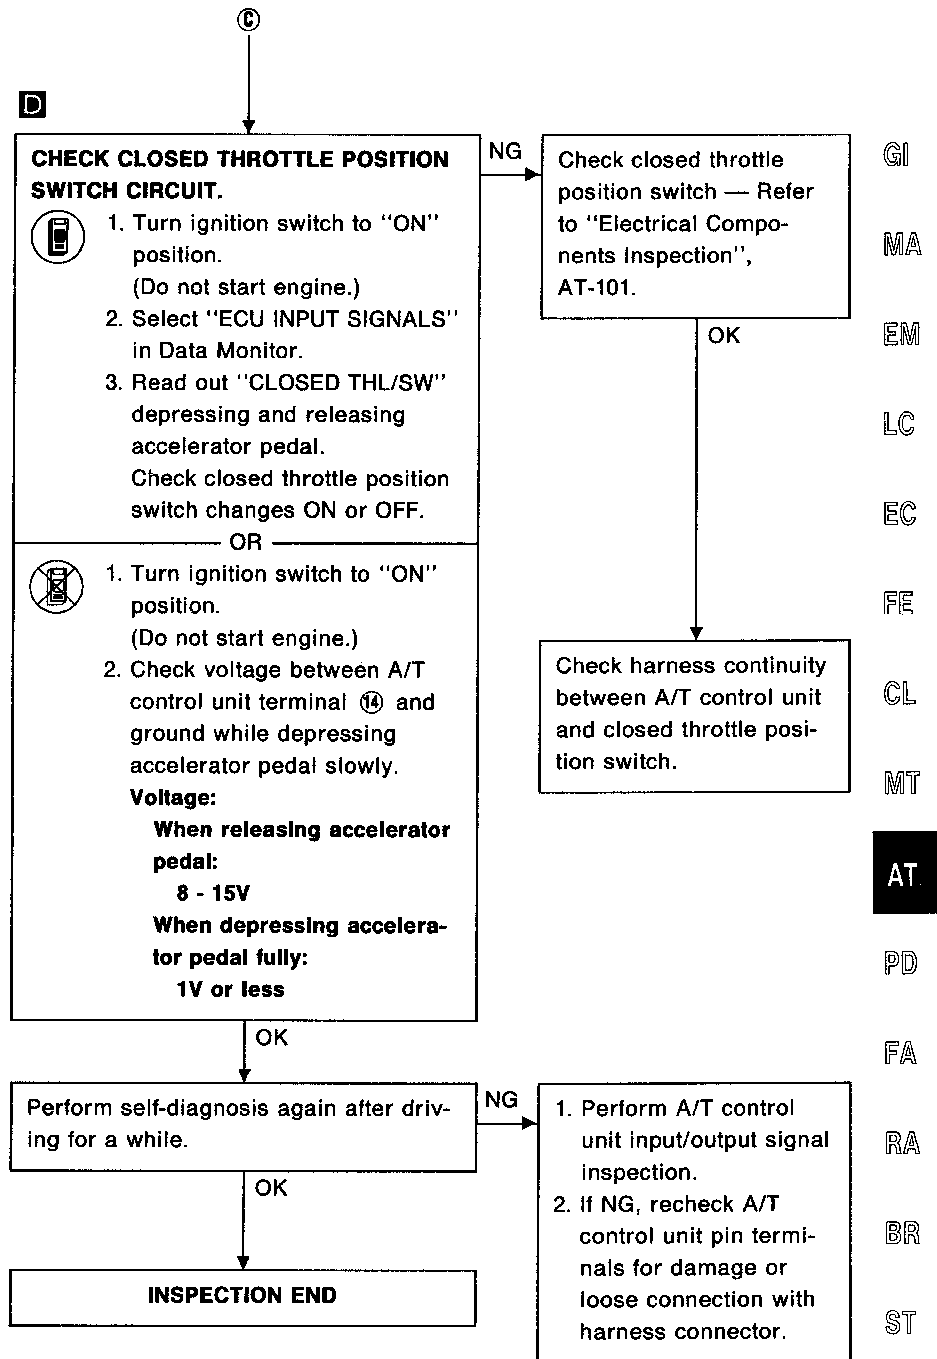 Ⓒ
D
CHECK CLOSED THROTTLE POSITION
SWITCH CIRCUIT.
1. Turn ignition switch to "ON"
position.
(Do not start engine.)
2. Select "ECU INPUT SIGNALS"
in Data Monitor.
3. Read out "CLOSED THL/SW"
depressing and releasing
accelerator pedal.
Check closed throttle position
switch changes ON or OFF.
OR
1. Turn ignition switch to "ON"
position.
(Do not start engine.)
2. Check voltage between A/T
control unit terminal ⑭ and
ground while depressing
accelerator pedal slowly.
Voltage:
When releasing accelerator
pedal:
8 - 15V
When depressing accelera-
tor pedal fully:
1V or less
NG
Check closed throttle
position switch — Refer
to "Electrical Compo-
nents Inspection",
AT-101.
OK
Check harness continuity
between A/T control unit
and closed throttle posi-
tion switch.
OK
Perform self-diagnosis again after driv-
ing for a while.
NG
1. Perform A/T control
unit input/output signal
inspection.
2. If NG, recheck A/T
control unit pin termi-
nals for damage or
loose connection with
harness connector.
OK
INSPECTION END
GI
MA
EM
LC
EC
FE
CL
MT
AT
PD
FA
RA
BR
ST